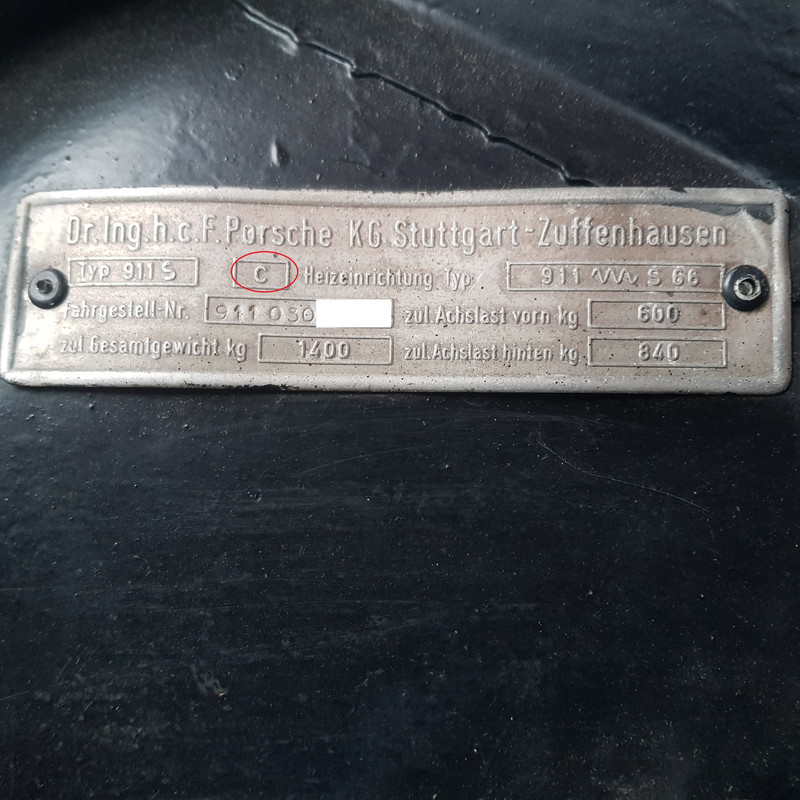 Dr. Ing. h. c. F. Porsche KG Stuttgart-Zuffenhausen
Typ 911 S C Heizeinrichtung Typ 911 S 66
Fahrgestell-Nr. 911 030 zul. Achslast vorn kg 600
zul. Gesamtgewicht kg 1400 zul. Achslast hinten kg 840